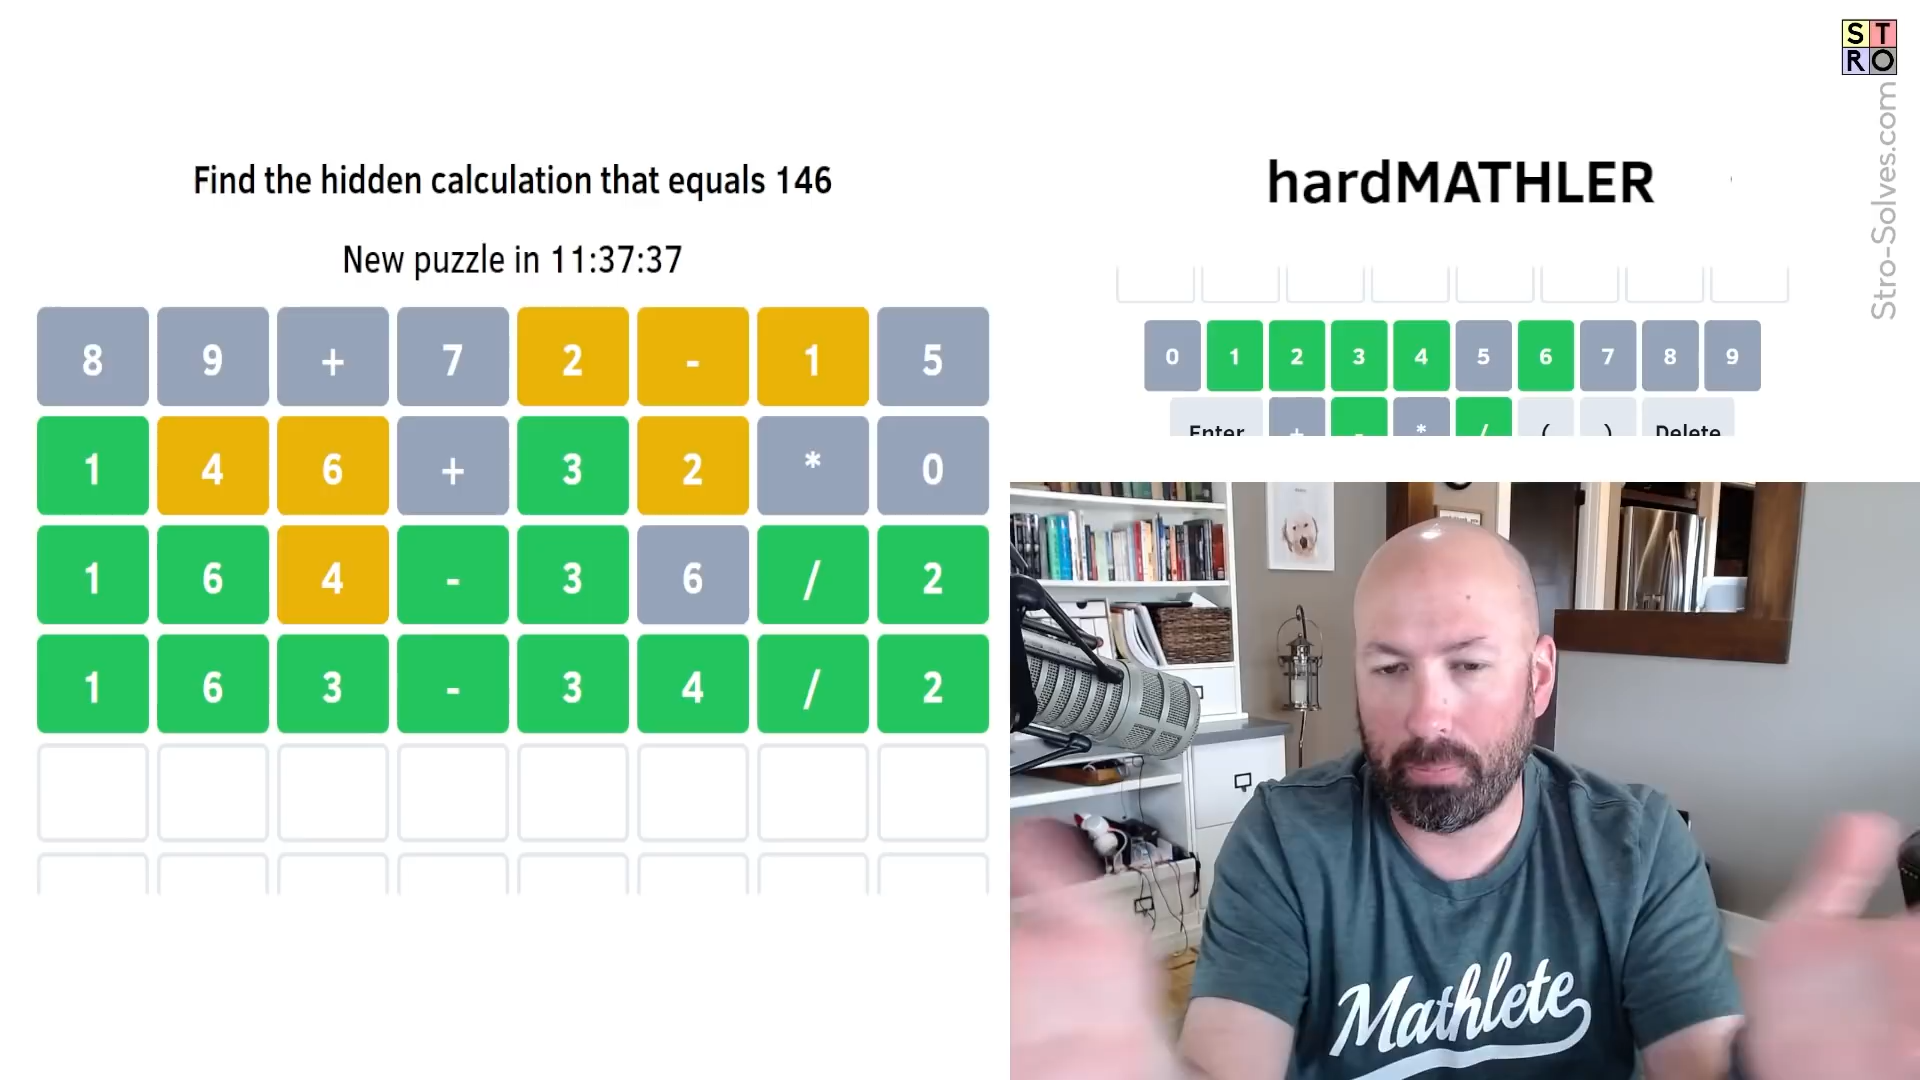 Find the hidden calculation that equals 146
New puzzle in 11:37:37
8 9 + 7 2 - 1 5
1 4 6 + 3 2 * 0
1 6 4 - 3 6 / 2
1 6 3 - 3 4 / 2
hardMATHLER
0 1 2 3 4 5 6 7 8 9
Enter + - * / ( ) Delete
S T
R O
Stro-Solves.com
Mathlete